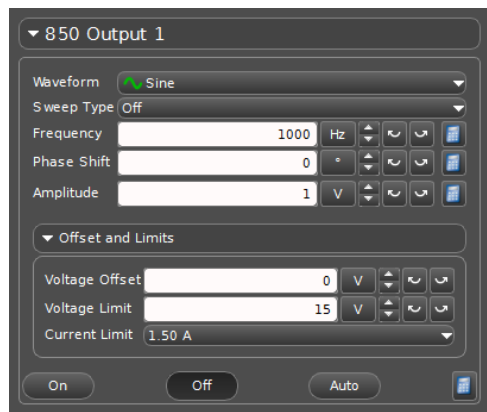 850 Output 1
Waveform Sine
Sweep Type Off
Frequency 1000 Hz
Phase Shift 0 °
Amplitude 1 V
Offset and Limits
Voltage Offset 0 V
Voltage Limit 15 V
Current Limit 1.50 A
On Off Auto